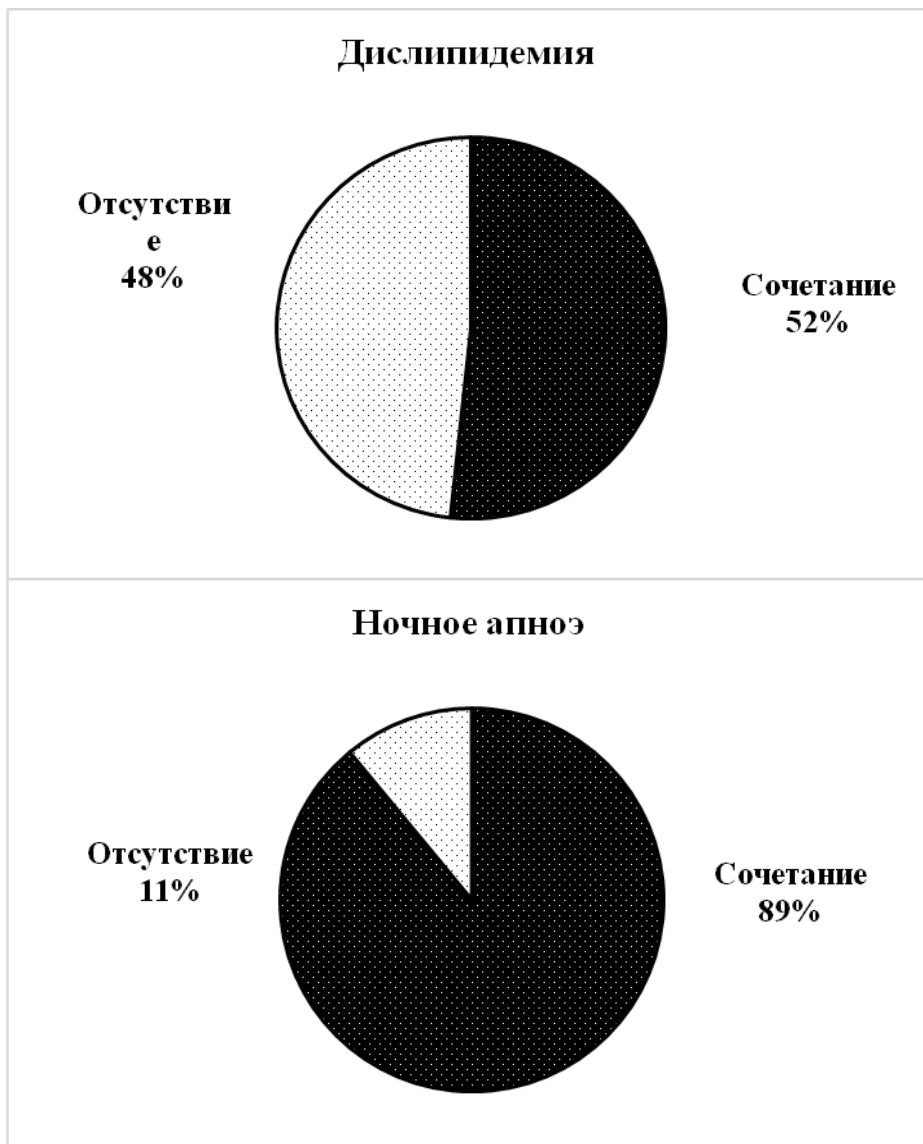 Дислипидемия
Отсутстви
е
48%
Сочетание
52%
Ночное апноэ
Отсутствие
11%
Сочетание
89%